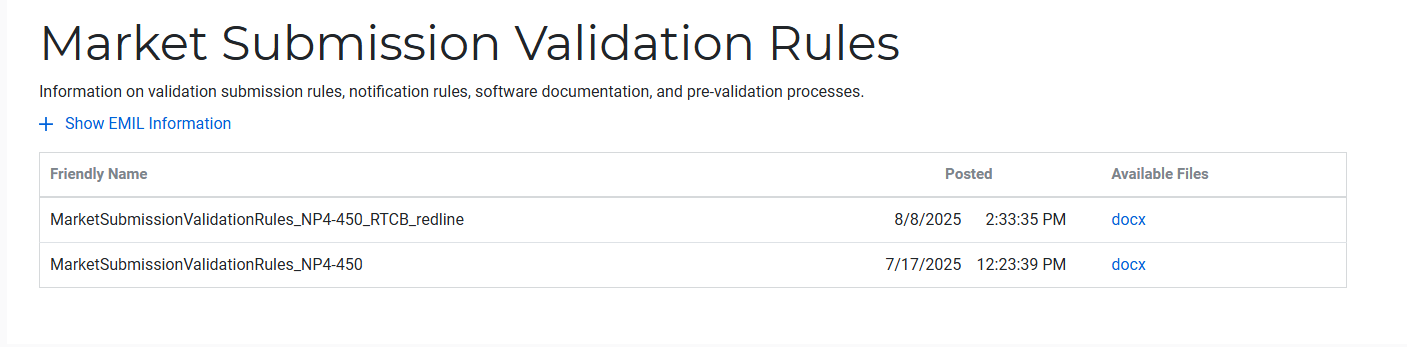 Market Submission Validation Rules
Information on validation submission rules, notification rules, software documentation, and pre-validation processes.
Show EMIL Information
Friendly Name Posted Available Files
MarketSubmissionValidationRules_NP4-450_RTCB_redline 8/8/2025 2:33:35 PM docx
MarketSubmissionValidationRules_NP4-450 7/17/2025 12:23:39 PM docx